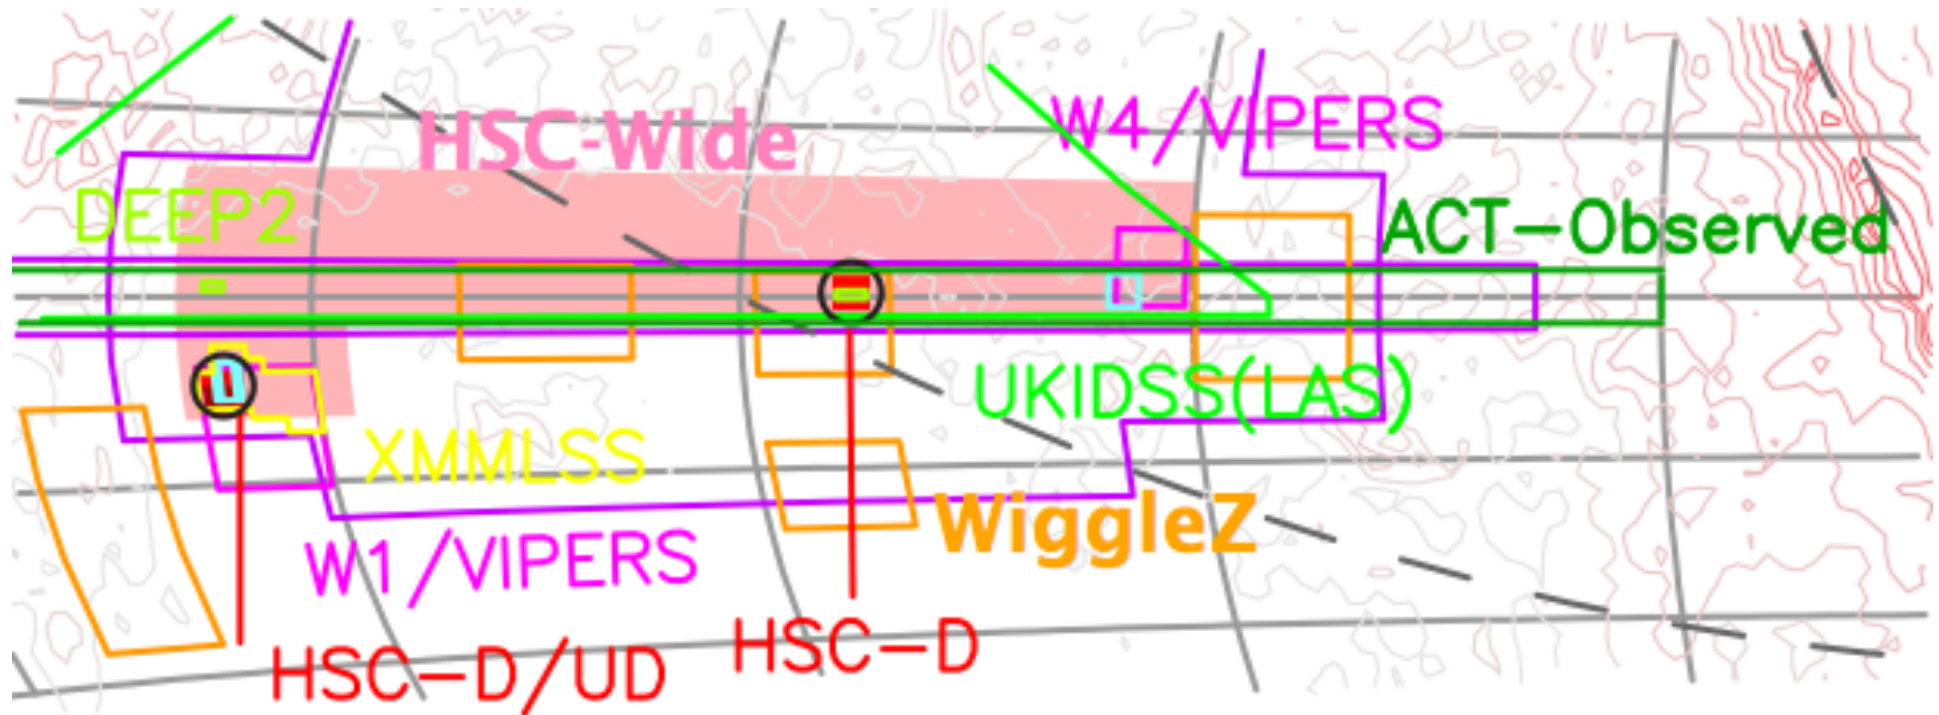 HSC-Wide
W4/VIPERS
DEEP2
ACT-Observed
UKIDSS(LAS)
XMMLSS
WiggleZ
W1/VIPERS
HSC-D
HSC-D/UD